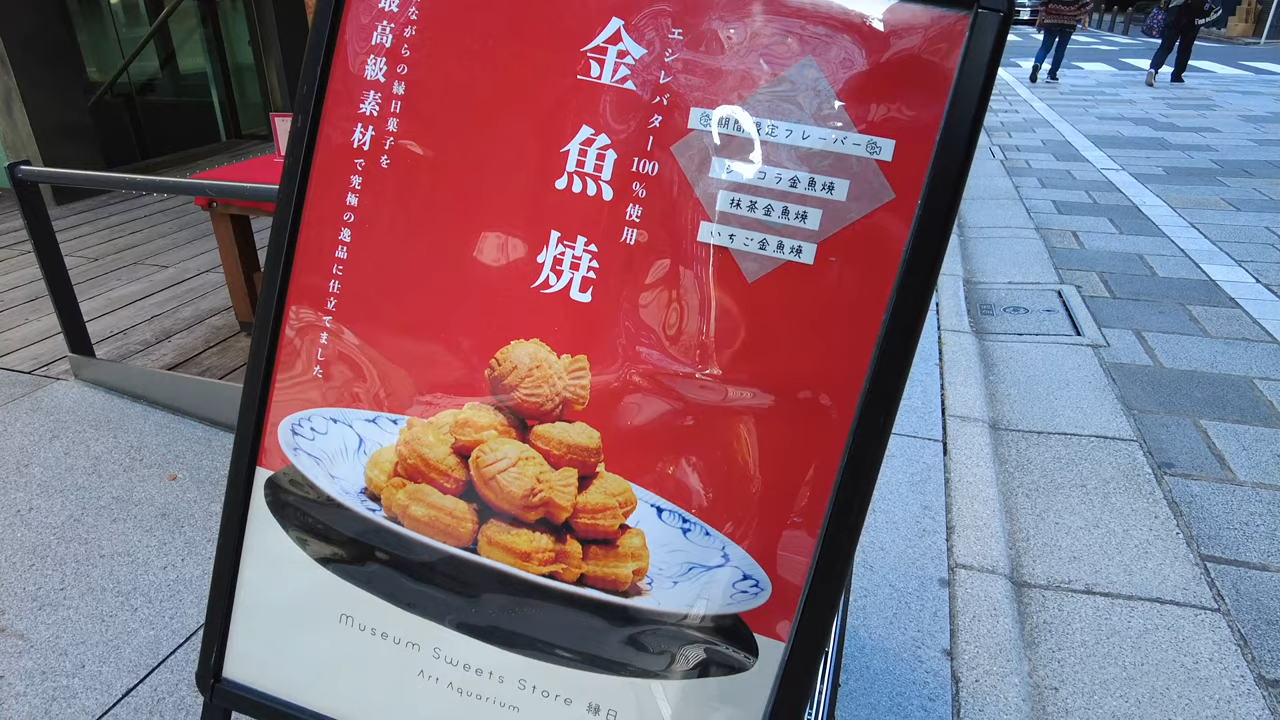 金魚焼
エシレバター100%使用
期間限定フレーバー
ショコラ金魚焼
抹茶金魚焼
いちご金魚焼
ながらの縁日菓子を
最高級素材で究極の逸品に仕立てました
Museum Sweets Store 縁日
Art Aquarium